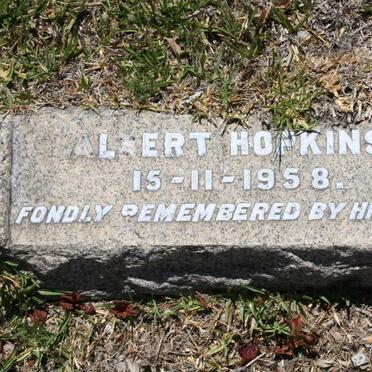 ALBERT HOPKINS
15-11-1958.
FONDLY REMEMBERED BY